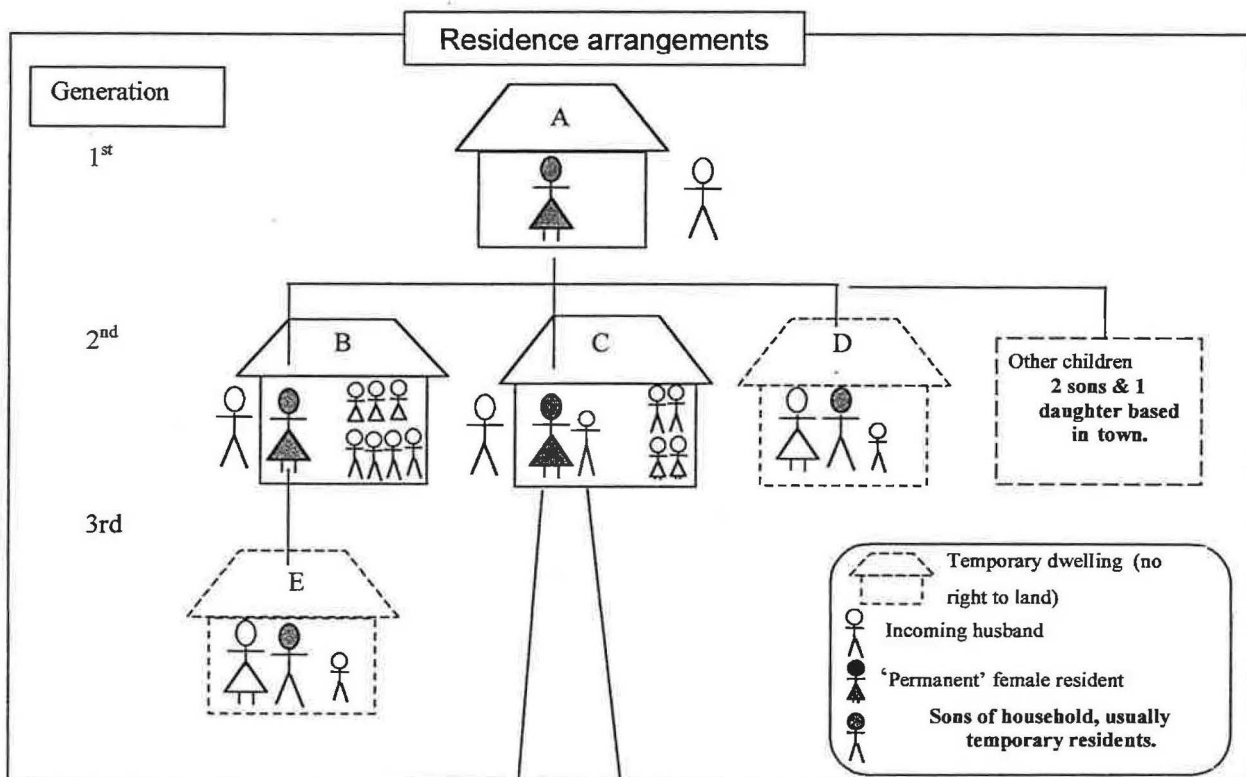 Residence arrangements
Generation
1st
A
2nd
B
C
D
Other children
2 sons & 1
daughter based
in town.
3rd
E
Temporary dwelling (no
right to land)
Incoming husband
'Permanent' female resident
Sons of household, usually
temporary residents.